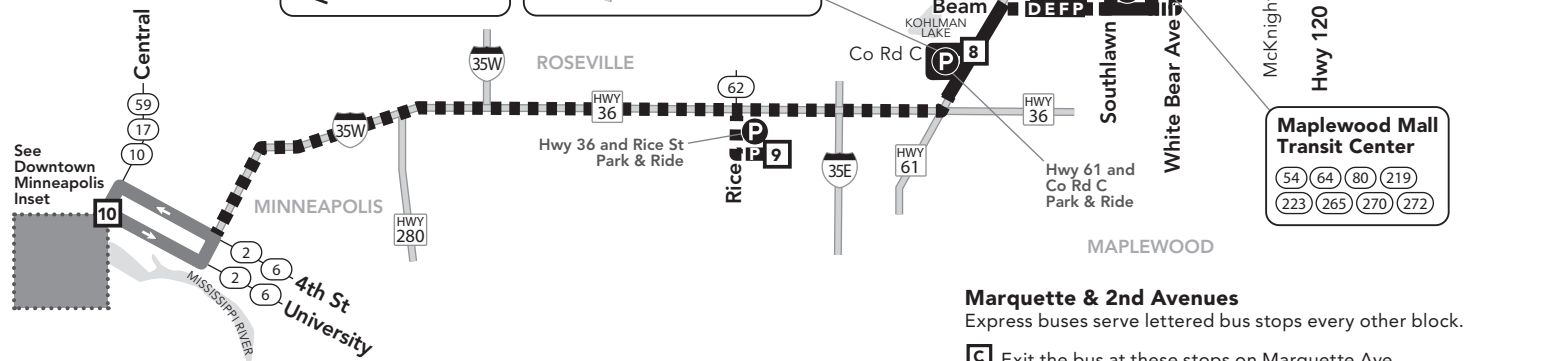 Central
59
17
10
See
Downtown
Minneapolis
Inset
10
MINNEAPOLIS
MISSISSIPPI RIVER
2
6
4th St
2
6
University
35W
35W
ROSEVILLE
HWY
280
HWY
36
62
Hwy 36 and Rice St
Park & Ride
P
P
9
Rice
35E
HWY
61
HWY
36
Beam
KOHLMAN
LAKE
Co Rd C
P
8
D E F P
Southlawn
White Bear Ave
McKnight
Hwy 120
Hwy 61 and
Co Rd C
Park & Ride
MAPLEWOOD
Maplewood Mall
Transit Center
54 64 80 219
223 265 270 272
Marquette & 2nd Avenues
Express buses serve lettered bus stops every other block.
C Exit the bus at these stops on Marquette Ave